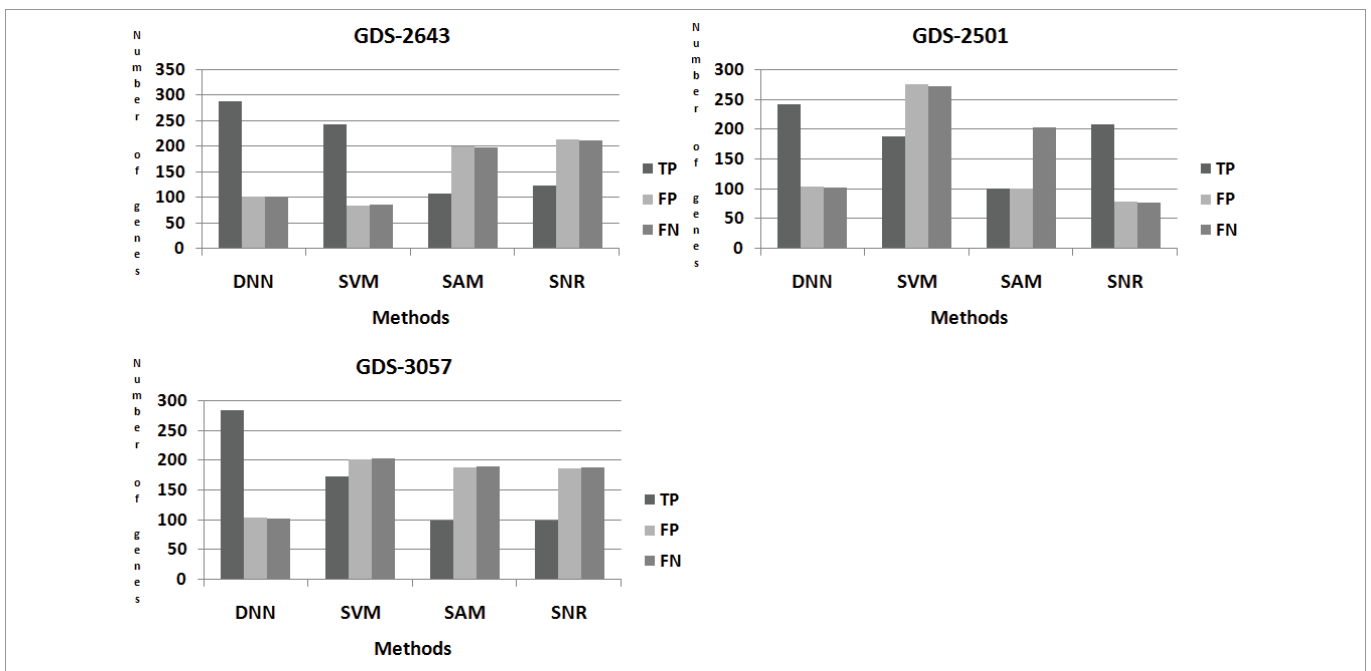 GDS-2643
Number of genes
350
300
250
200
150
100
50
0
DNN SVM SAM SNR
Methods
TP
FP
FN
GDS-2501
Number of genes
300
250
200
150
100
50
0
DNN SVM SAM SNR
Methods
TP
FP
FN
GDS-3057
Number of genes
300
250
200
150
100
50
0
DNN SVM SAM SNR
Methods
TP
FP
FN